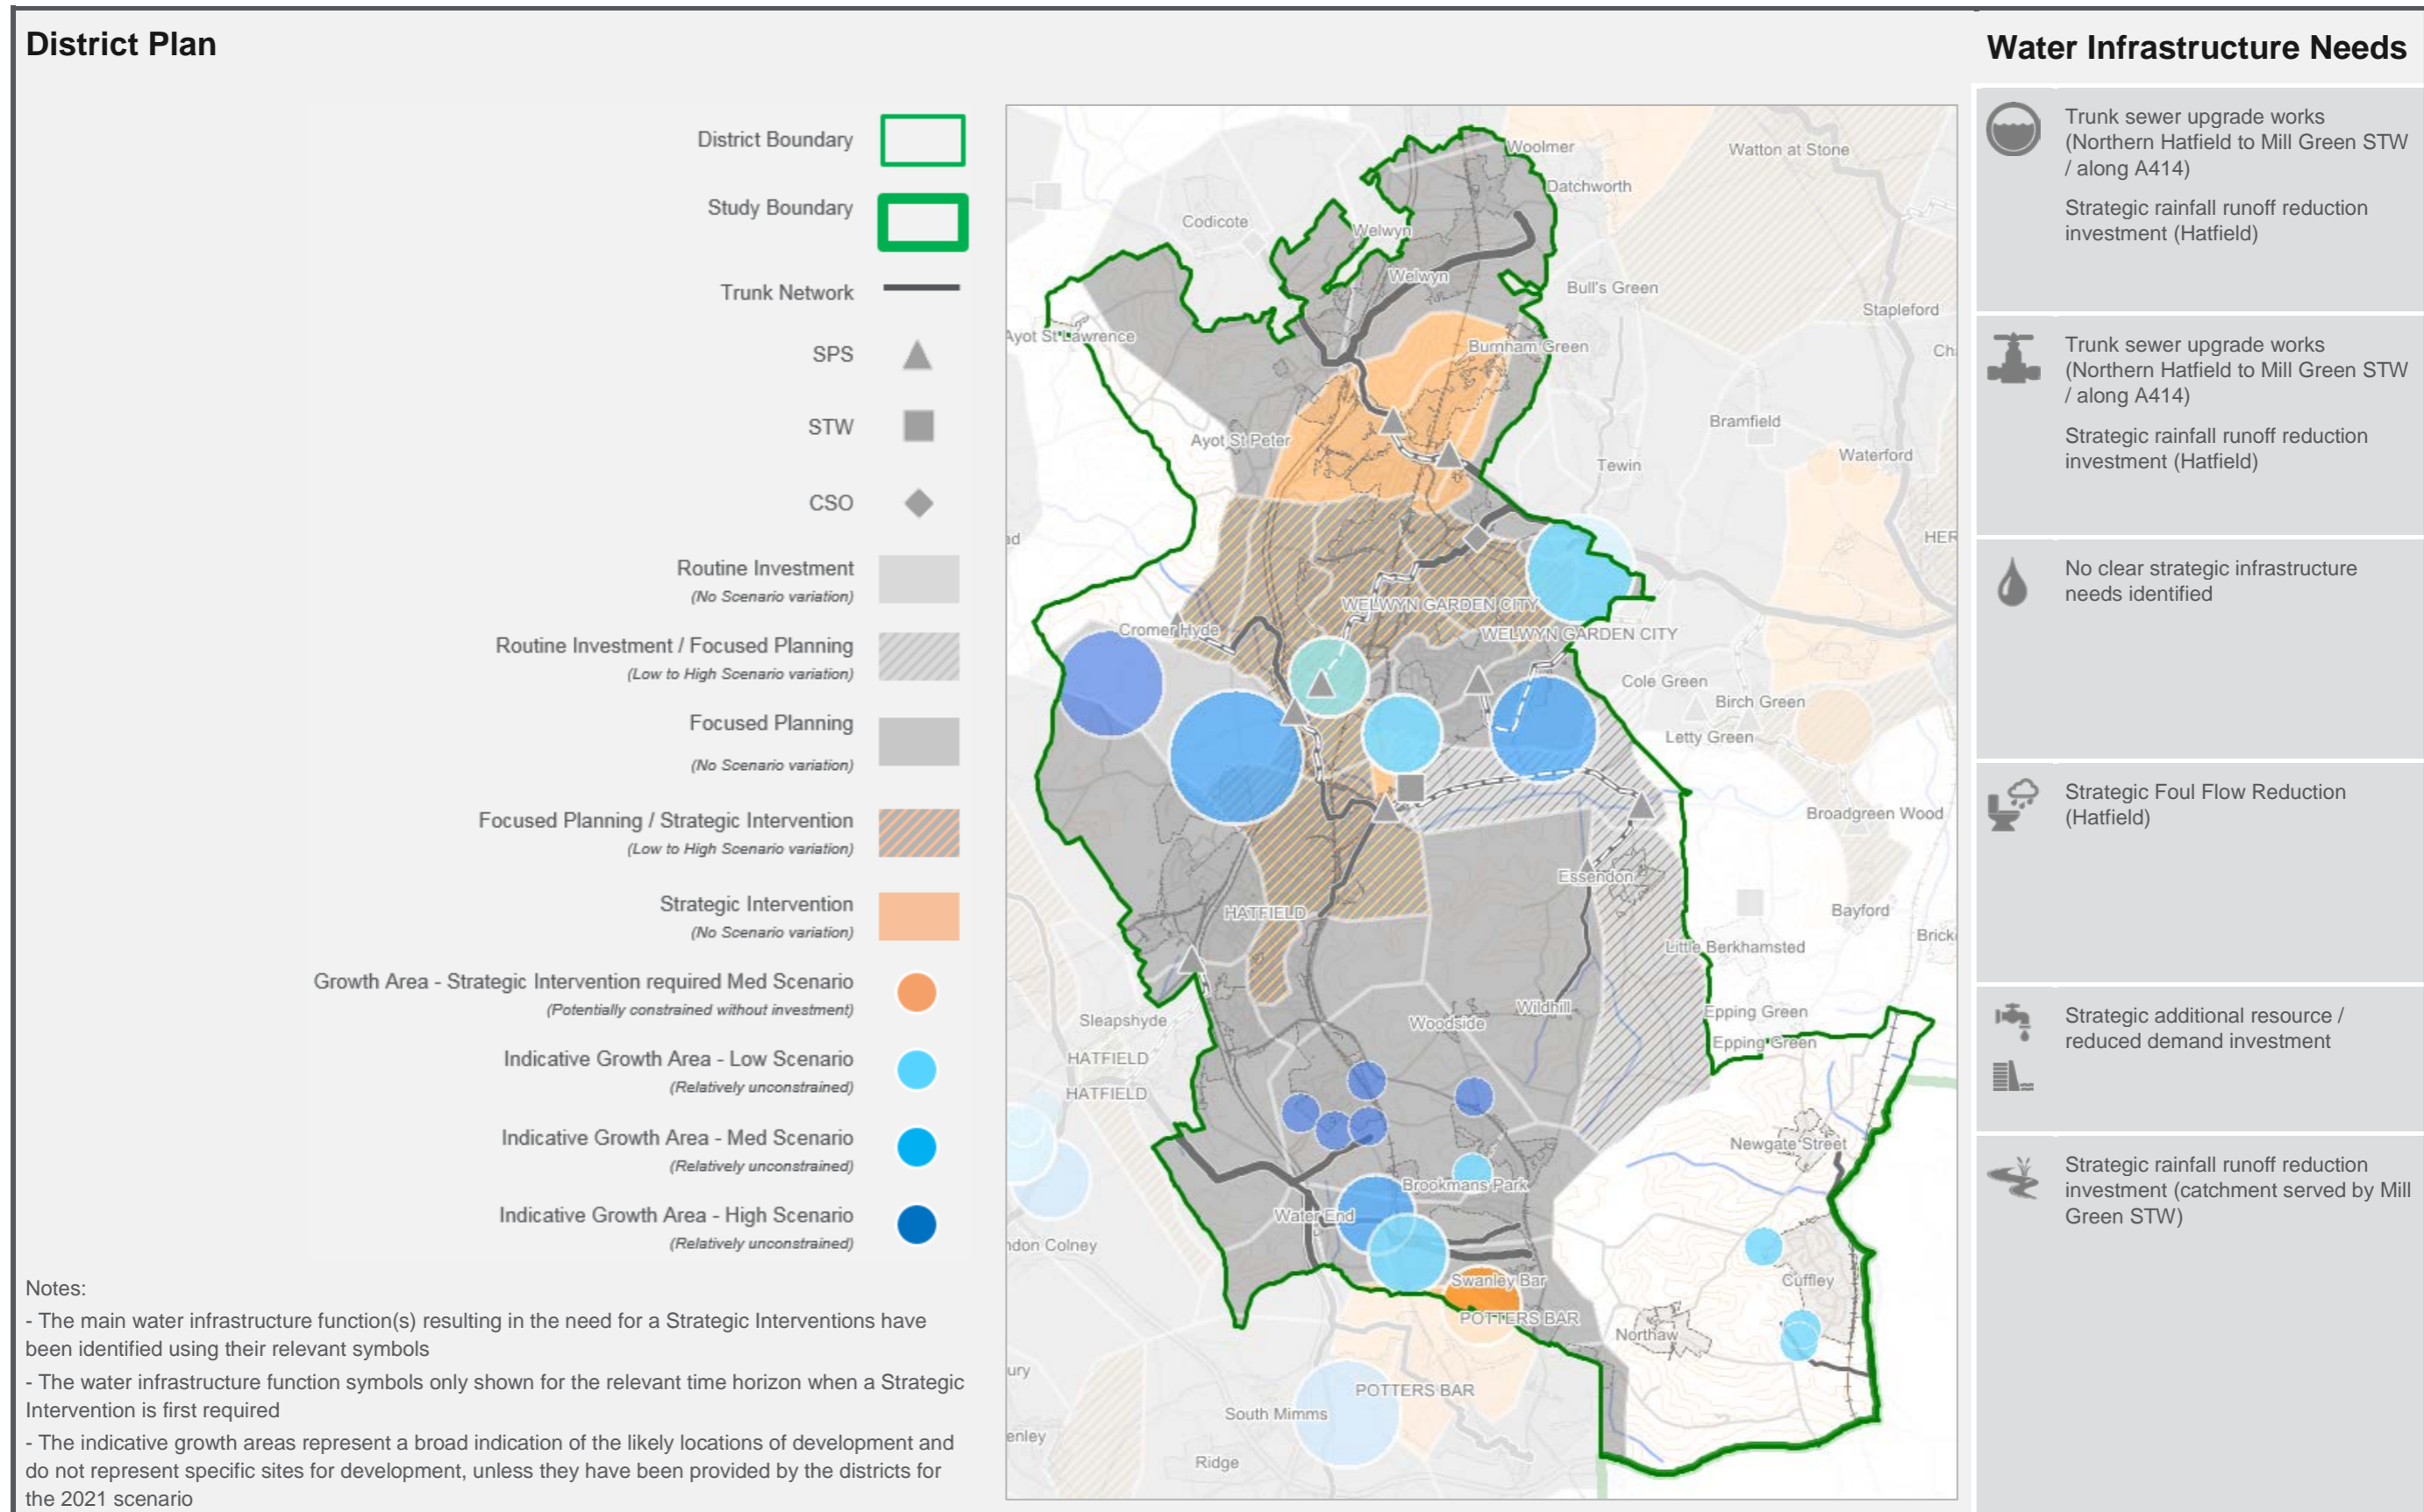 District Plan
Water Infrastructure Needs
District Boundary
Study Boundary
Trunk Network
SPS
STW
CSO
Routine Investment
(No Scenario variation)
Routine Investment / Focused Planning
(Low to High Scenario variation)
Focused Planning
(No Scenario variation)
Focused Planning / Strategic Intervention
(Low to High Scenario variation)
Strategic Intervention
(No Scenario variation)
Growth Area - Strategic Intervention required Med Scenario
(Potentially constrained without investment)
Indicative Growth Area - Low Scenario
(Relatively unconstrained)
Indicative Growth Area - Med Scenario
(Relatively unconstrained)
Indicative Growth Area - High Scenario
(Relatively unconstrained)
Notes:
- The main water infrastructure function(s) resulting in the need for a Strategic Interventions have
been identified using their relevant symbols
- The water infrastructure function symbols only shown for the relevant time horizon when a Strategic
Intervention is first required
- The indicative growth areas represent a broad indication of the likely locations of development and
do not represent specific sites for development, unless they have been provided by the districts for
the 2021 scenario
Woolmer
Watton at Stone
Datchworth
Codicote
Welwyn
Welwyn
Bull's Green
Stapleford
Ayot St Lawrence
Burnham Green
Ch
Bramfield
Ayot St Peter
Waterford
Tewin
HER
WELWYN GARDEN CITY
Cromer Hyde
WELWYN GARDEN CITY
Cole Green
Birch Green
Letty Green
Broadgreen Wood
Essendon
HATFIELD
Bayford
Brick
Little Berkhamsted
Wildhill
Epping Green
Sleapshyde
Woodside
Epping Green
HATFIELD
HATFIELD
Newgate Street
Brookmans Park
Water End
ndon Colney
Swanley Bar
Cuffley
POTTERS BAR
Northaw
ury
POTTERS BAR
South Mimms
enley
Ridge
Trunk sewer upgrade works
(Northern Hatfield to Mill Green STW
/ along A414)
Strategic rainfall runoff reduction
investment (Hatfield)
Trunk sewer upgrade works
(Northern Hatfield to Mill Green STW
/ along A414)
Strategic rainfall runoff reduction
investment (Hatfield)
No clear strategic infrastructure
needs identified
Strategic Foul Flow Reduction
(Hatfield)
Strategic additional resource /
reduced demand investment
Strategic rainfall runoff reduction
investment (catchment served by Mill
Green STW)